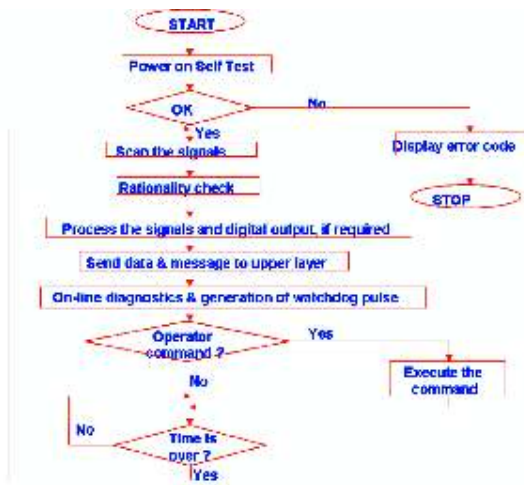 START
Power on Self Test
OK
No
Yes
Scan the signals
Display error code
Rationality check
STOP
Process the signals and digital output, if required
Send data & message to upper layer
On-line diagnostics & generation of watchdog pulse
Operator
command ?
Yes
Execute the
command
No
No
Time is
over ?
Yes